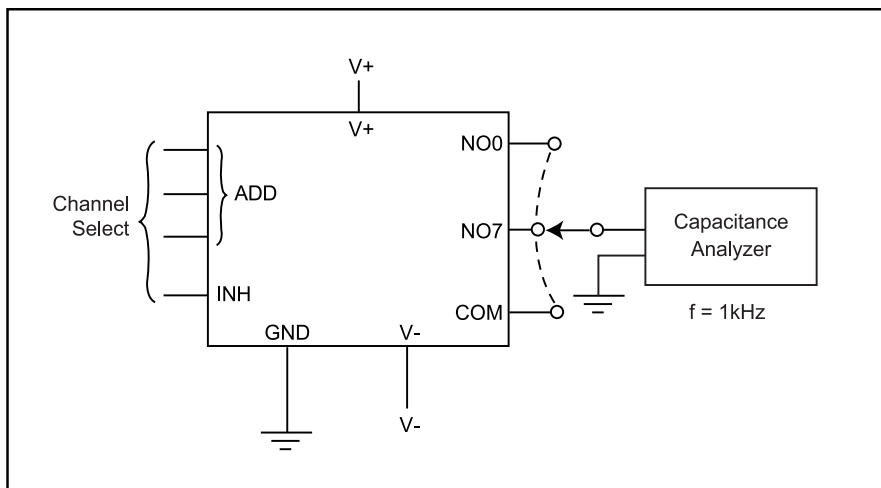 V+
V+
NO0
ADD
Channel
Select
NO7
Capacitance
Analyzer
INH
COM
f = 1kHz
GND
V-
V-